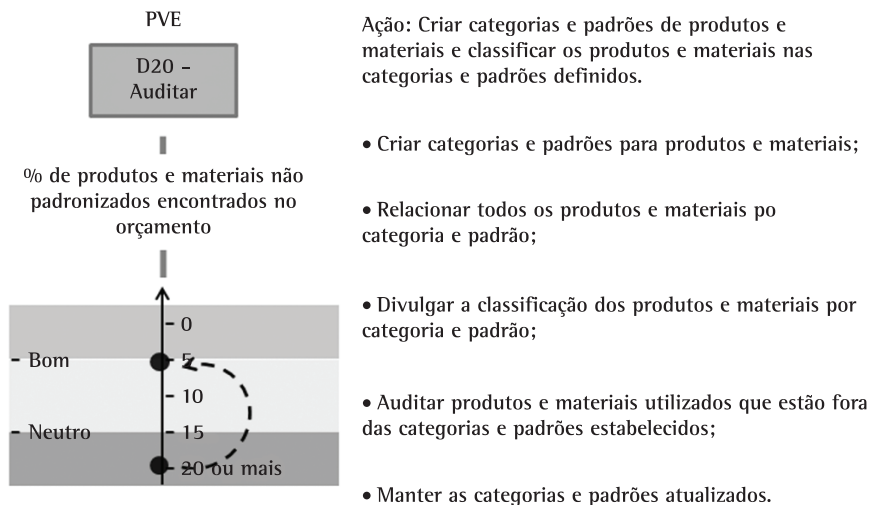 PVE
D20 -
Auditar
% de produtos e materiais não
padronizados encontrados no
orçamento
0
Bom
5
10
Neutro
15
20 ou mais
Ação: Criar categorias e padrões de produtos e
materiais e classificar os produtos e materiais nas
categorias e padrões definidos.
• Criar categorias e padrões para produtos e materiais;
• Relacionar todos os produtos e materiais po
categoria e padrão;
• Divulgar a classificação dos produtos e materiais por
categoria e padrão;
• Auditar produtos e materiais utilizados que estão fora
das categorias e padrões estabelecidos;
• Manter as categorias e padrões atualizados.